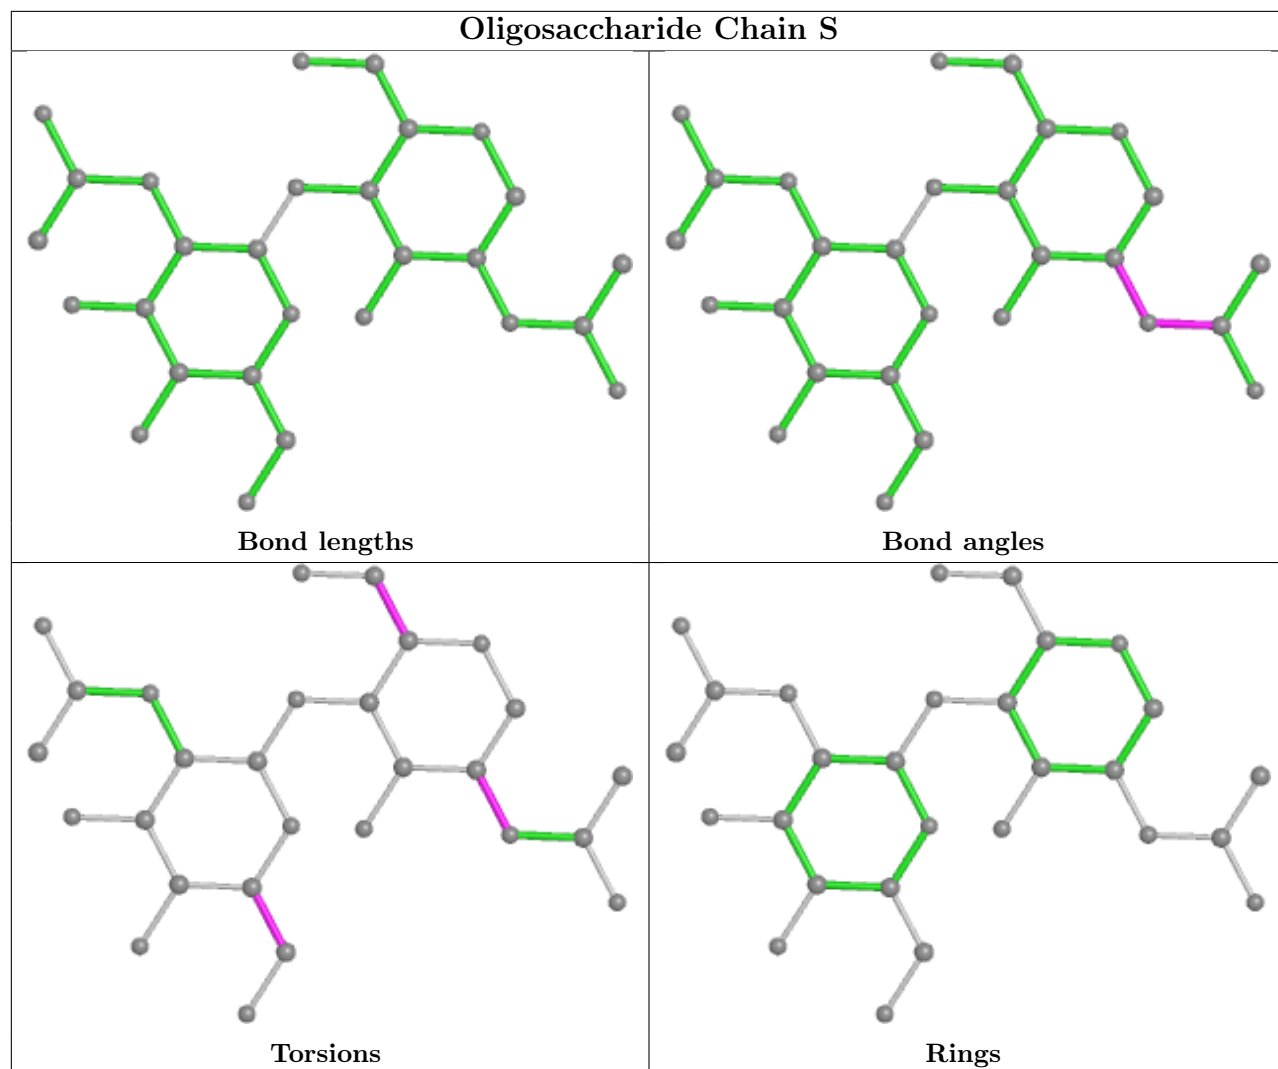 Oligosaccharide Chain S
Bond lengths
Bond angles
Torsions
Rings